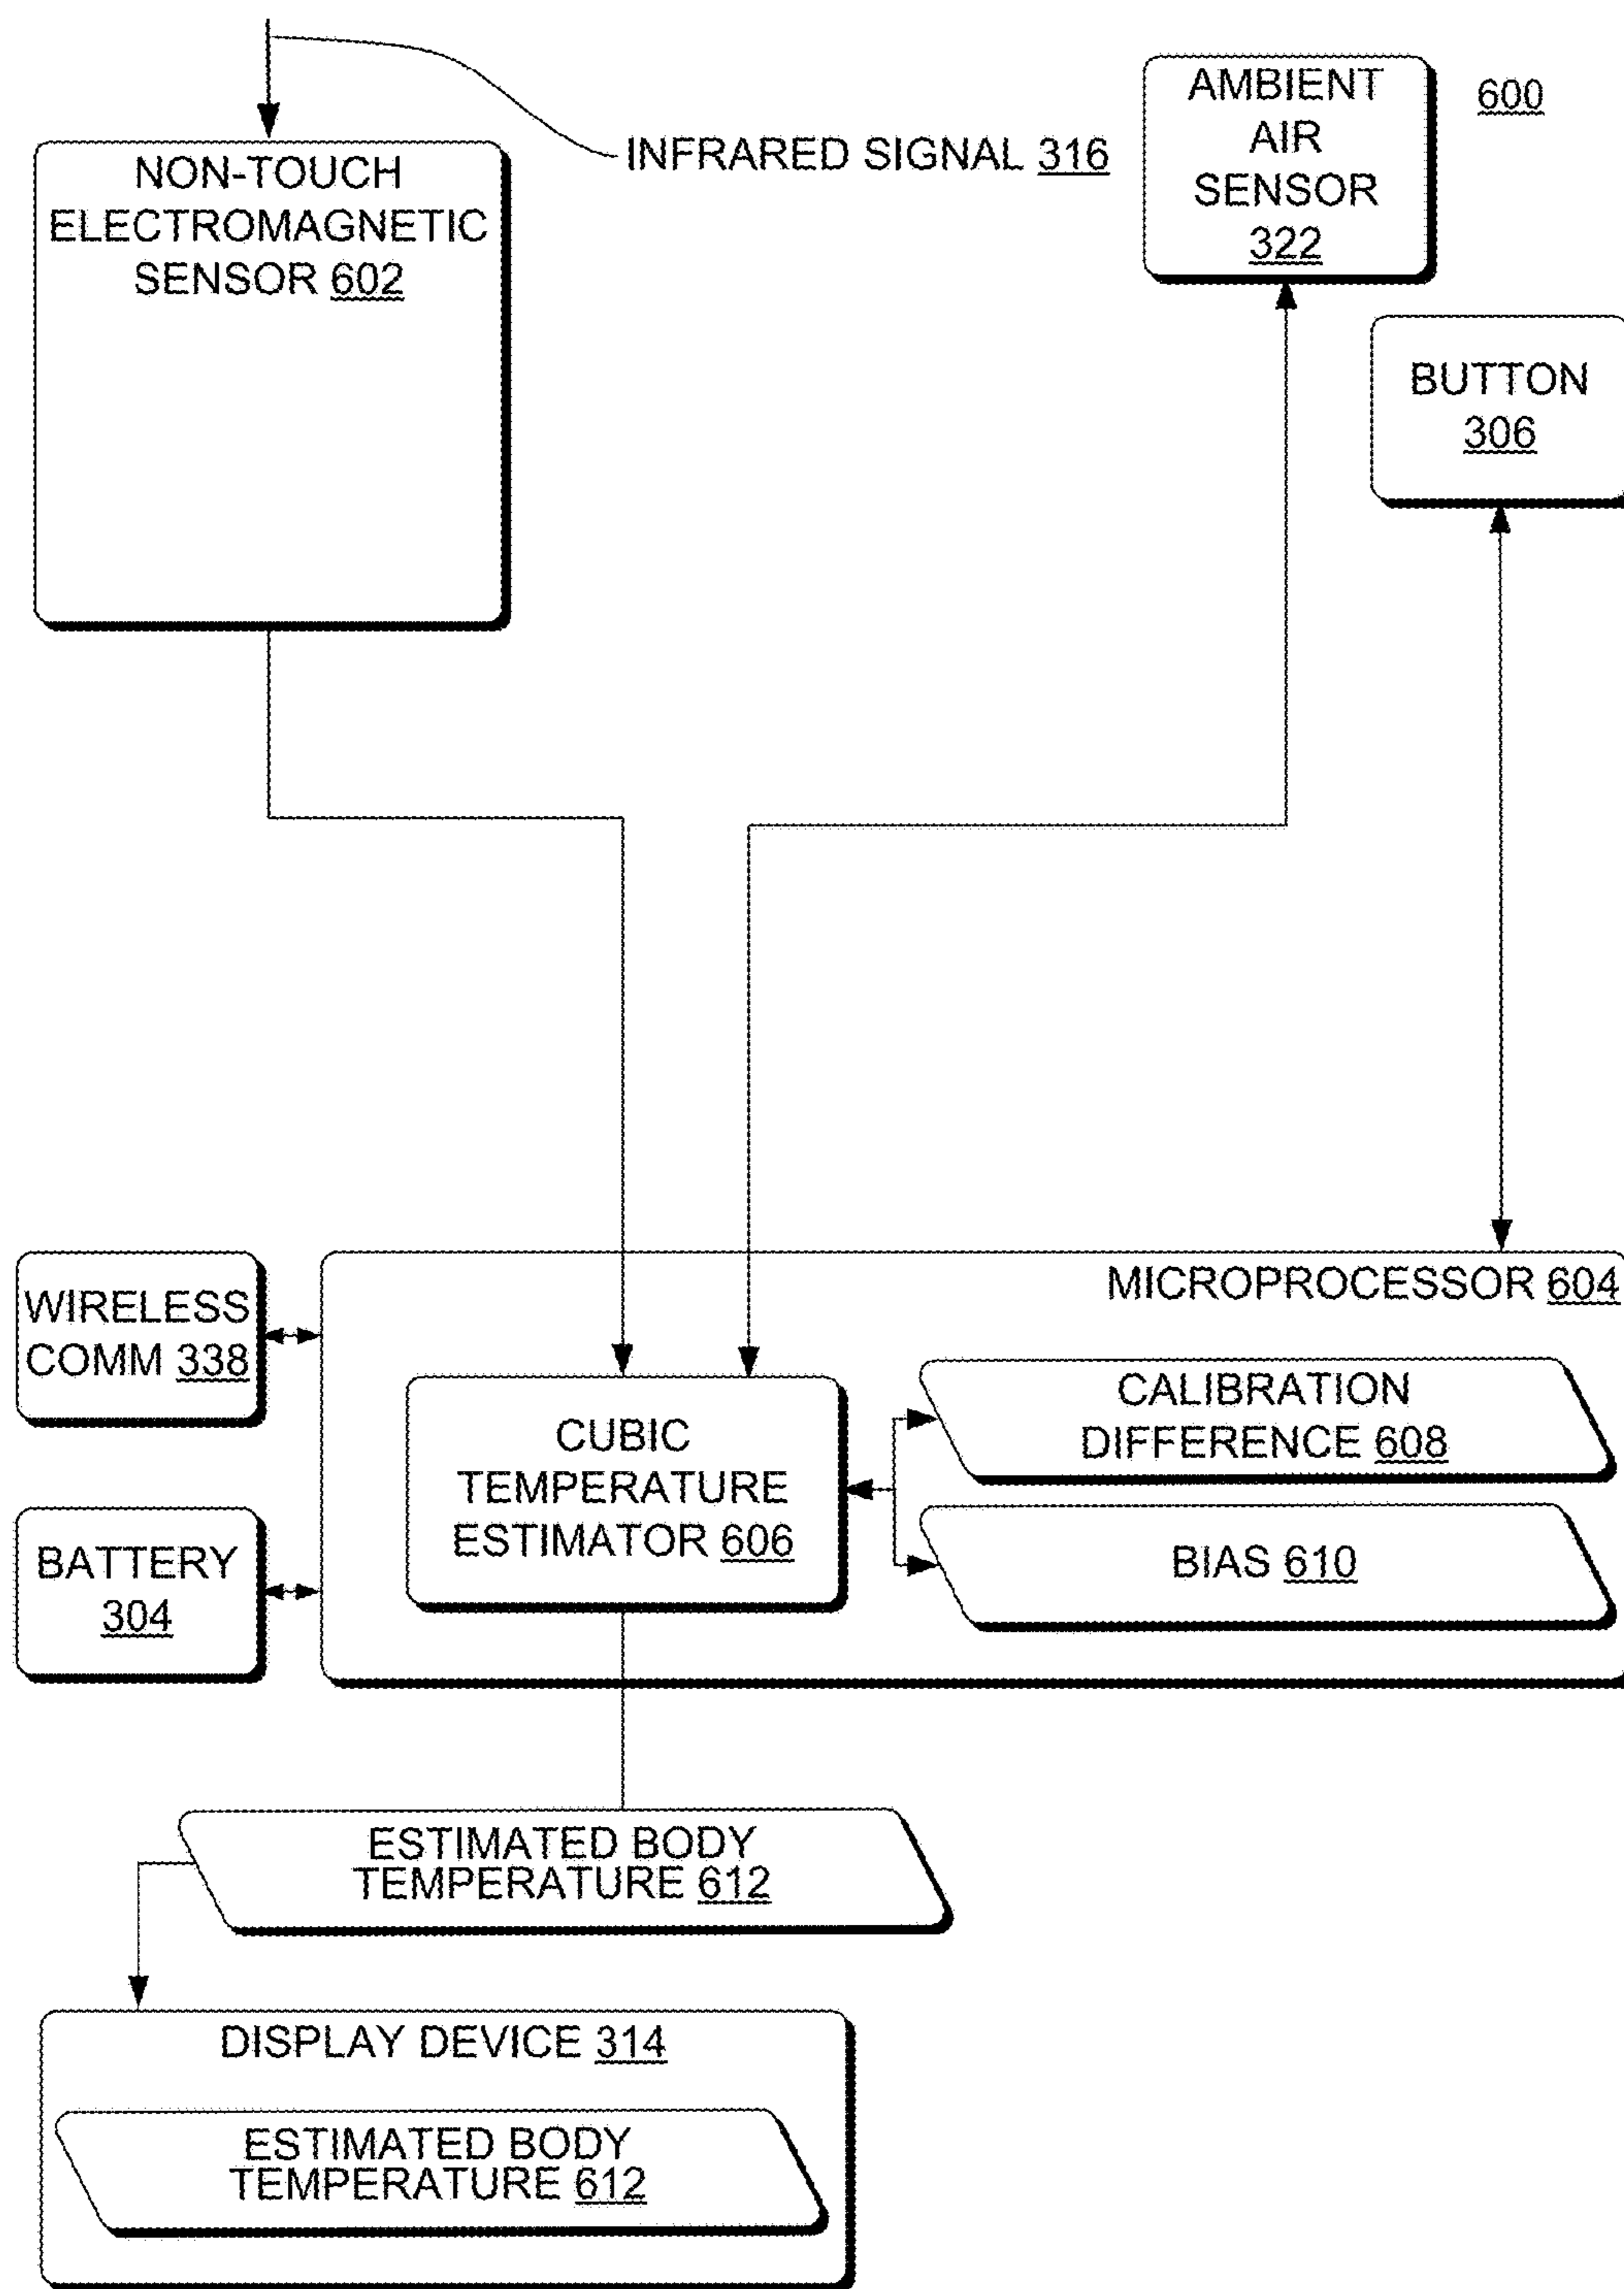 NON-TOUCH
ELECTROMAGNETIC
SENSOR 602
INFRARED SIGNAL 316
AMBIENT
AIR
SENSOR
322
600
BUTTON
306
WIRELESS
COMM 338
BATTERY
304
MICROPROCESSOR 604
CUBIC
TEMPERATURE
ESTIMATOR 606
CALIBRATION
DIFFERENCE 608
BIAS 610
ESTIMATED BODY
TEMPERATURE 612
DISPLAY DEVICE 314
ESTIMATED BODY
TEMPERATURE 612